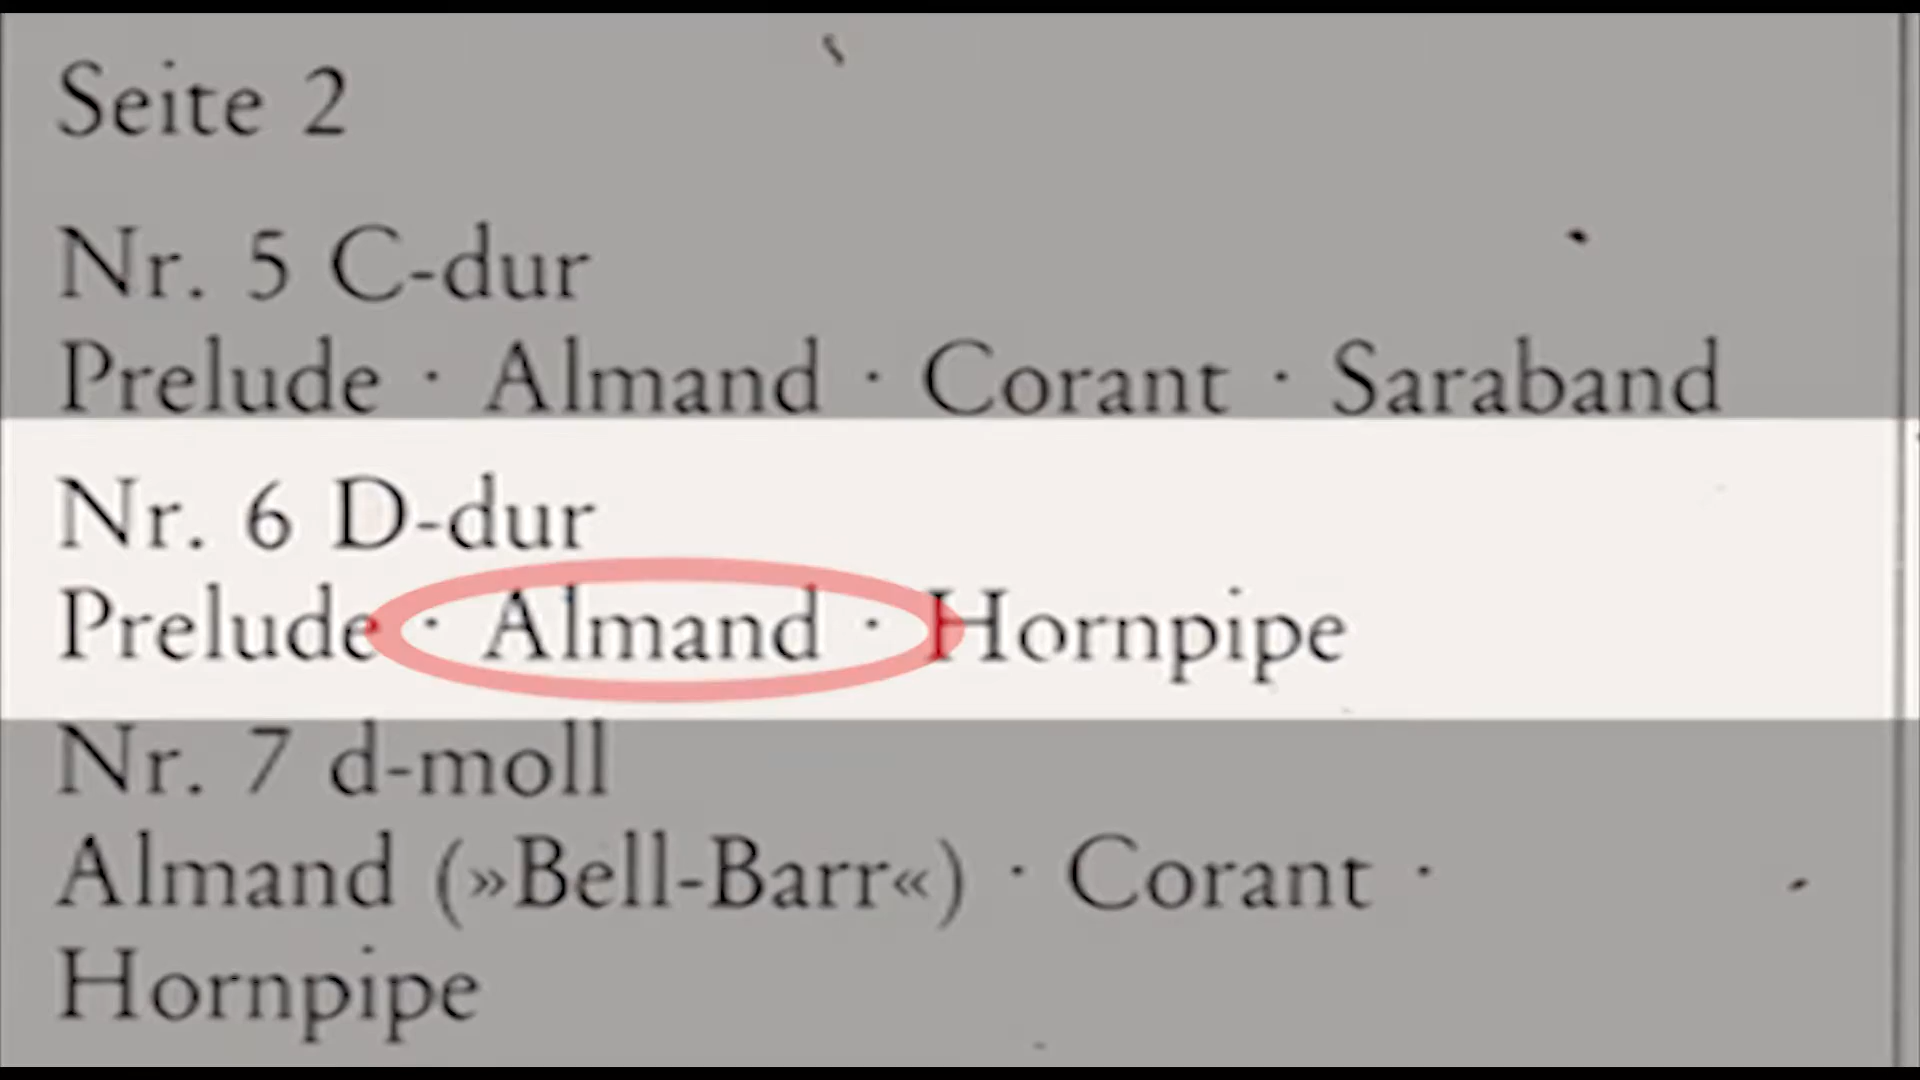 Seite 2
Nr. 5 C-dur
Prelude · Almand · Corant · Saraband
Nr. 6 D-dur
Prelude · Almand · Hornpipe
Nr. 7 d-moll
Almand (»Bell-Barr«) · Corant ·
Hornpipe